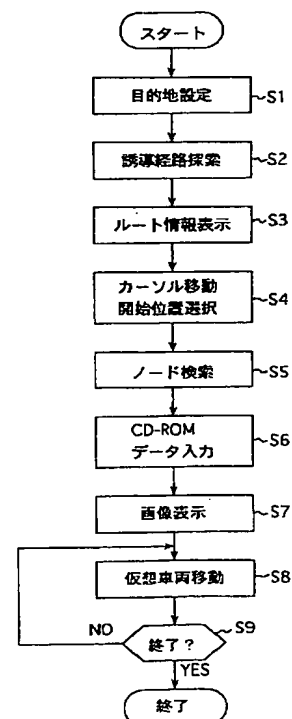 スタート
目的地設定
S1
誘導経路探索
S2
ルート情報表示
S3
カーソル移動
開始位置選択
S4
ノード検索
S5
CD-ROM
データ入力
S6
画像表示
S7
仮想車両移動
S8
NO
終了?
S9
YES
終了